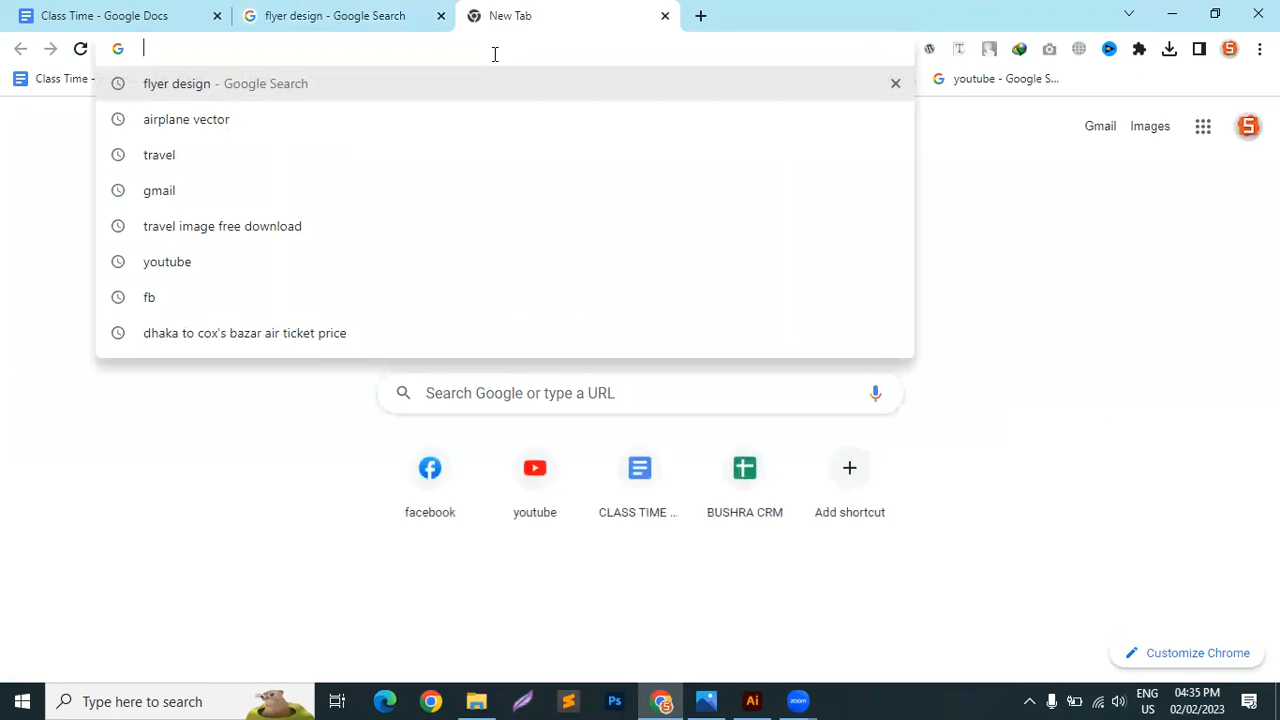 Class Time - Google Docs
flyer design - Google Search
New Tab
Class Time -
flyer design - Google Search
youtube - Google S...
airplane vector
Gmail
Images
travel
gmail
travel image free download
youtube
fb
dhaka to cox's bazar air ticket price
Search Google or type a URL
facebook
youtube
CLASS TIME ...
BUSHRA CRM
Add shortcut
Customize Chrome
Type here to search
Ps
Ai
zoom
ENG
US
04:35 PM
02/02/2023